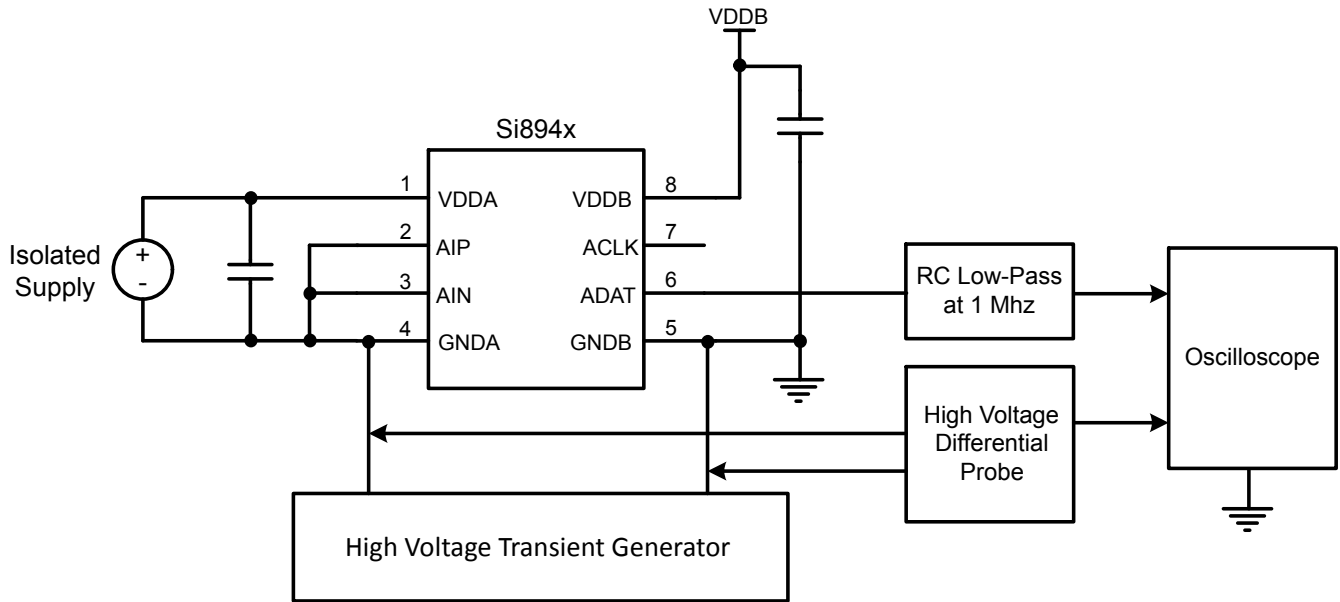 VDDB
Si894x
Isolated
Supply
+
-
1
VDDA
2
AIP
3
AIN
4
GNDA
VDDB
8
ACLK
7
ADAT
6
GNDB
5
RC Low-Pass
at 1 Mhz
High Voltage
Differential
Probe
Oscilloscope
High Voltage Transient Generator